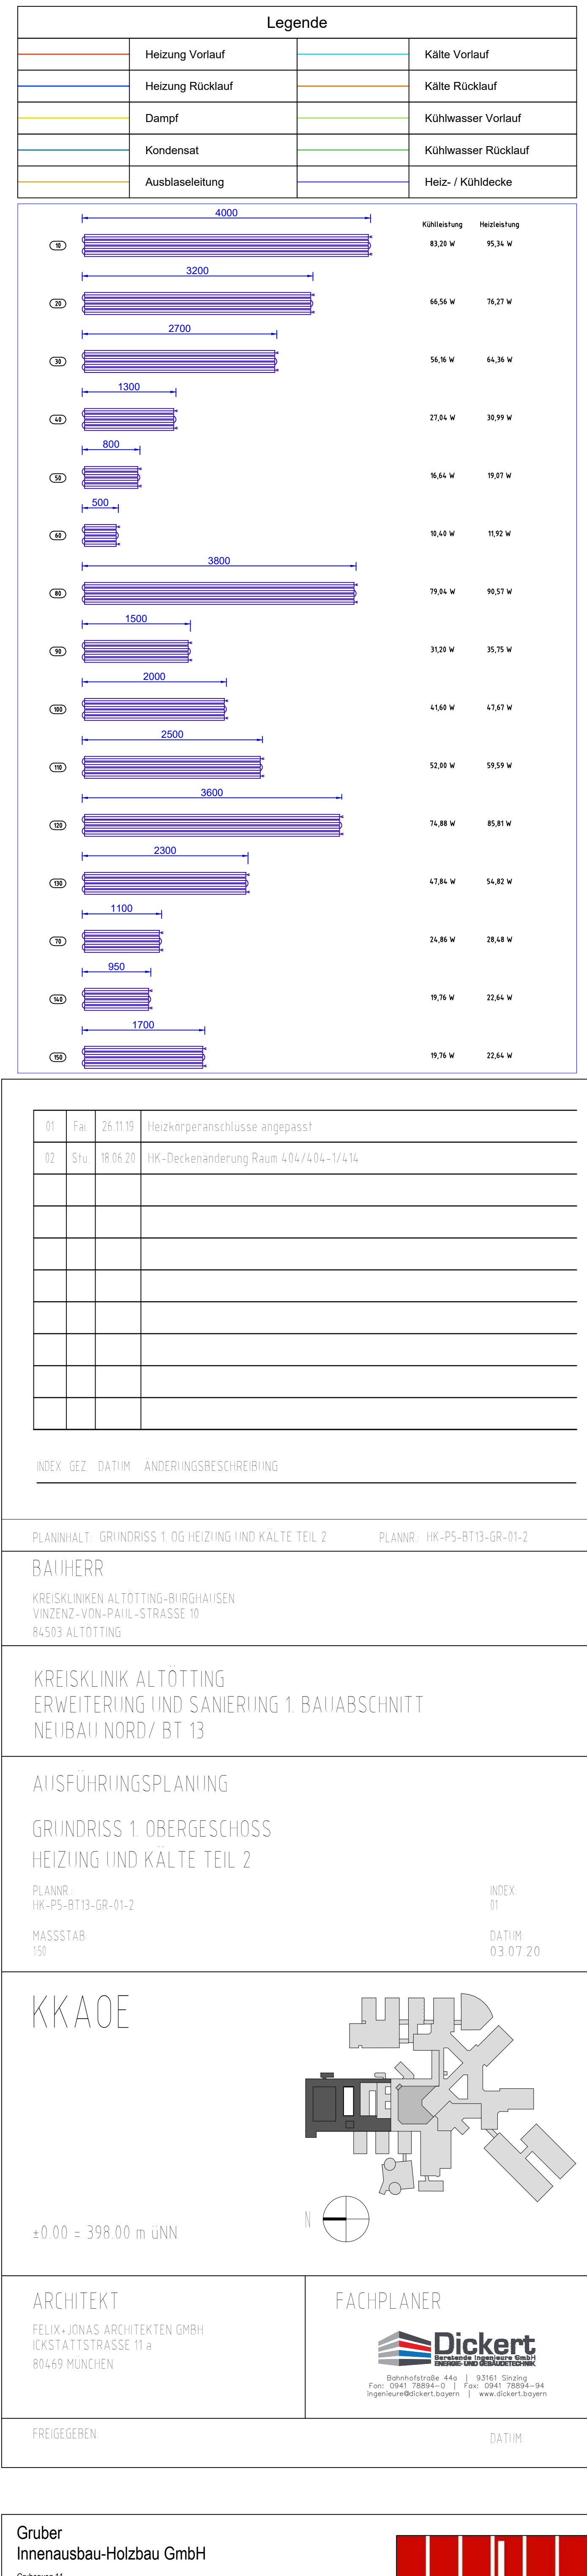 Legende
Heizung Vorlauf Kälte Vorlauf
Heizung Rücklauf Kälte Rücklauf
Dampf Kühlwasser Vorlauf
Kondensat Kühlwasser Rücklauf
Ausblaseleitung Heiz- / Kühldecke
4000 Kühlleistung Heizleistung
10 83,20 W 95,34 W
3200
20 66,56 W 76,27 W
2700
30 56,16 W 64,36 W
1300
40 27,04 W 30,99 W
800
50 16,64 W 19,07 W
500
60 10,40 W 11,92 W
3800
80 79,04 W 90,57 W
1500
90 31,20 W 35,75 W
2000
100 41,60 W 47,67 W
2500
110 52,00 W 59,59 W
3600
120 74,88 W 85,81 W
2300
130 47,84 W 54,82 W
1100
70 24,86 W 28,48 W
950
140 19,76 W 22,64 W
1700
150 19,76 W 22,64 W
01 Fai. 26.11.19 Heizkörperanschlüsse angepasst
02 Stu. 18.06.20 HK-Deckenänderung Raum 404/404-1/414
INDEX GEZ. DATUM ÄNDERUNGSBESCHREIBUNG
PLANINHALT: GRUNDRISS 1. OG HEIZUNG UND KÄLTE TEIL 2 PLANNR.: HK-P5-BT13-GR-01-2
BAUHERR
KREISKLINIKEN ALTÖTTING-BURGHAUSEN
VINZENZ-VON-PAUL-STRASSE 10
84503 ALTÖTTING
KREISKLINIK ALTÖTTING
ERWEITERUNG UND SANIERUNG 1. BAUABSCHNITT
NEUBAU NORD/ BT 13
AUSFÜHRUNGSPLANUNG
GRUNDRISS 1. OBERGESCHOSS
HEIZUNG UND KÄLTE TEIL 2
PLANNR.: INDEX:
HK-P5-BT13-GR-01-2 01
MASSSTAB: DATUM:
1:50 03.07.20
KKAOE
N
±0.00 = 398.00 m üNN
ARCHITEKT FACHPLANER
FELIX+JONAS ARCHITEKTEN GMBH
ICKSTATTSTRASSE 11 a
80469 MÜNCHEN
Dickert
Beratende Ingenieure GmbH
ENERGIE- UND GEBÄUDETECHNIK
Bahnhofstraße 44a | 93161 Sinzing
Fon: 0941 78894-0 | Fax: 0941 78894-94
ingenieure@dickert.bayern | www.dickert.bayern
FREIGEGEBEN: DATUM:
Gruber
Innenausbau-Holzbau GmbH